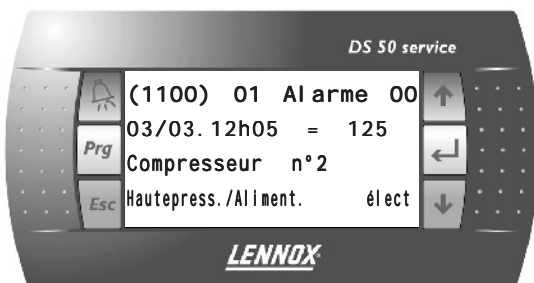 DS 50 service
(1100) 01 Alarme 00
03/03. 12h05 = 125
Prg
Compresseur n°2
Esc
Hautepress./Aliment. élect
LENNOX